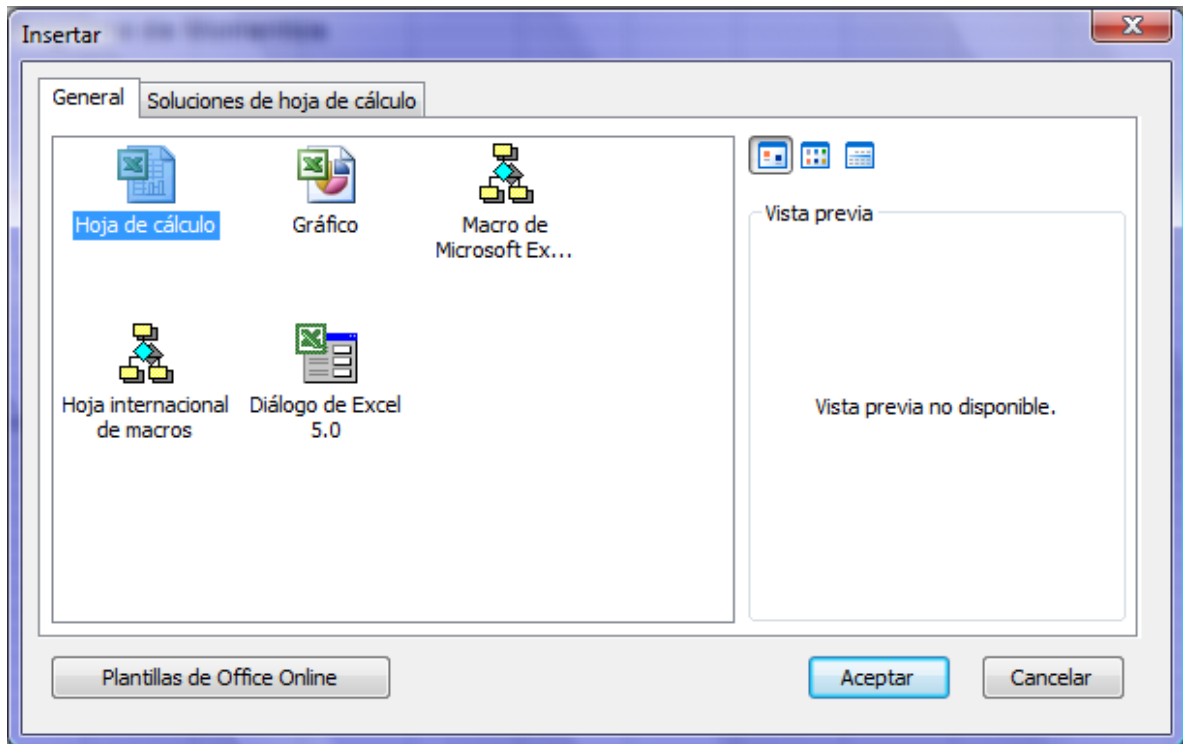 Insertar
General
Soluciones de hoja de cálculo
Hoja de cálculo
Gráfico
Macro de
Microsoft Ex...
Hoja internacional
de macros
Diálogo de Excel
5.0
Vista previa
Vista previa no disponible.
Plantillas de Office Online
Aceptar
Cancelar